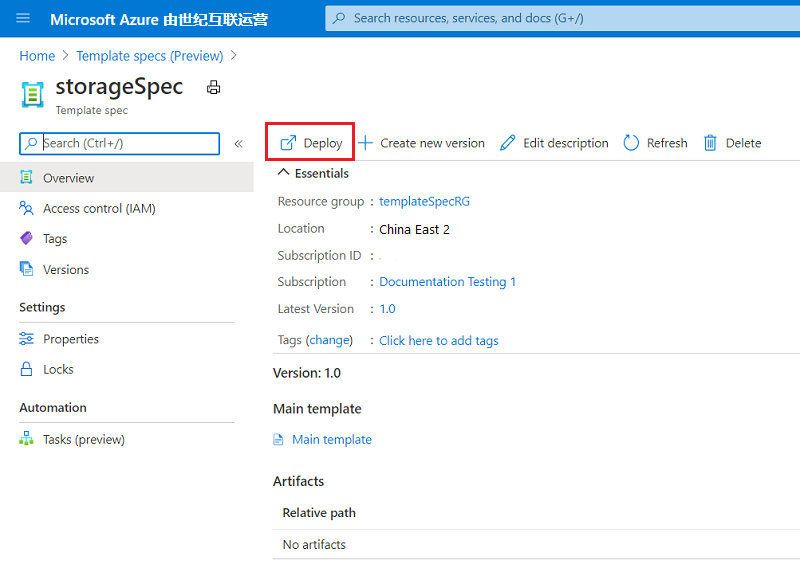 Microsoft Azure 由世纪互联运营
Search resources, services, and docs (G+/)
Home > Template specs (Preview) >
storageSpec
Template spec
Search (Ctrl+/)
«
Overview
Access control (IAM)
Tags
Versions
Settings
Properties
Locks
Automation
Tasks (preview)
Deploy + Create new version Edit description Refresh Delete
Essentials
Resource group : templateSpecRG
Location : China East 2
Subscription ID :
Subscription : Documentation Testing 1
Latest Version : 1.0
Tags (change) : Click here to add tags
Version: 1.0
Main template
Main template
Artifacts
Relative path
No artifacts